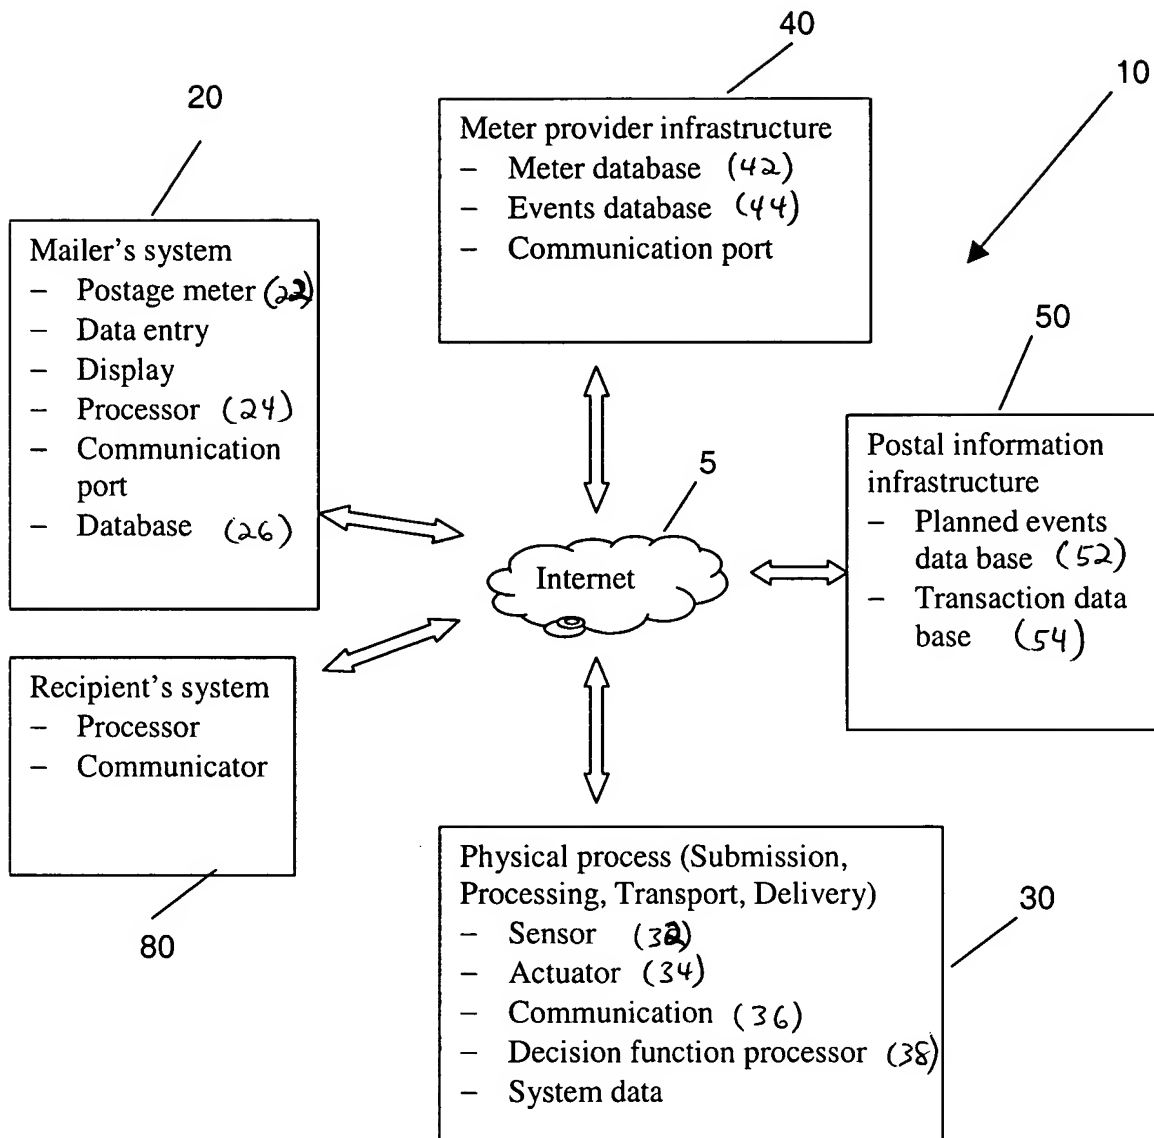 40
10
20
Meter provider infrastructure
– Meter database (42)
– Events database (44)
– Communication port
Mailer's system
– Postage meter (22)
– Data entry
– Display
– Processor (24)
– Communication
port
– Database (26)
50
Postal information
infrastructure
– Planned events
data base (52)
– Transaction data
base (54)
5
Internet
Recipient's system
– Processor
– Communicator
80
Physical process (Submission,
Processing, Transport, Delivery)
– Sensor (32)
– Actuator (34)
– Communication (36)
– Decision function processor (38)
– System data
30